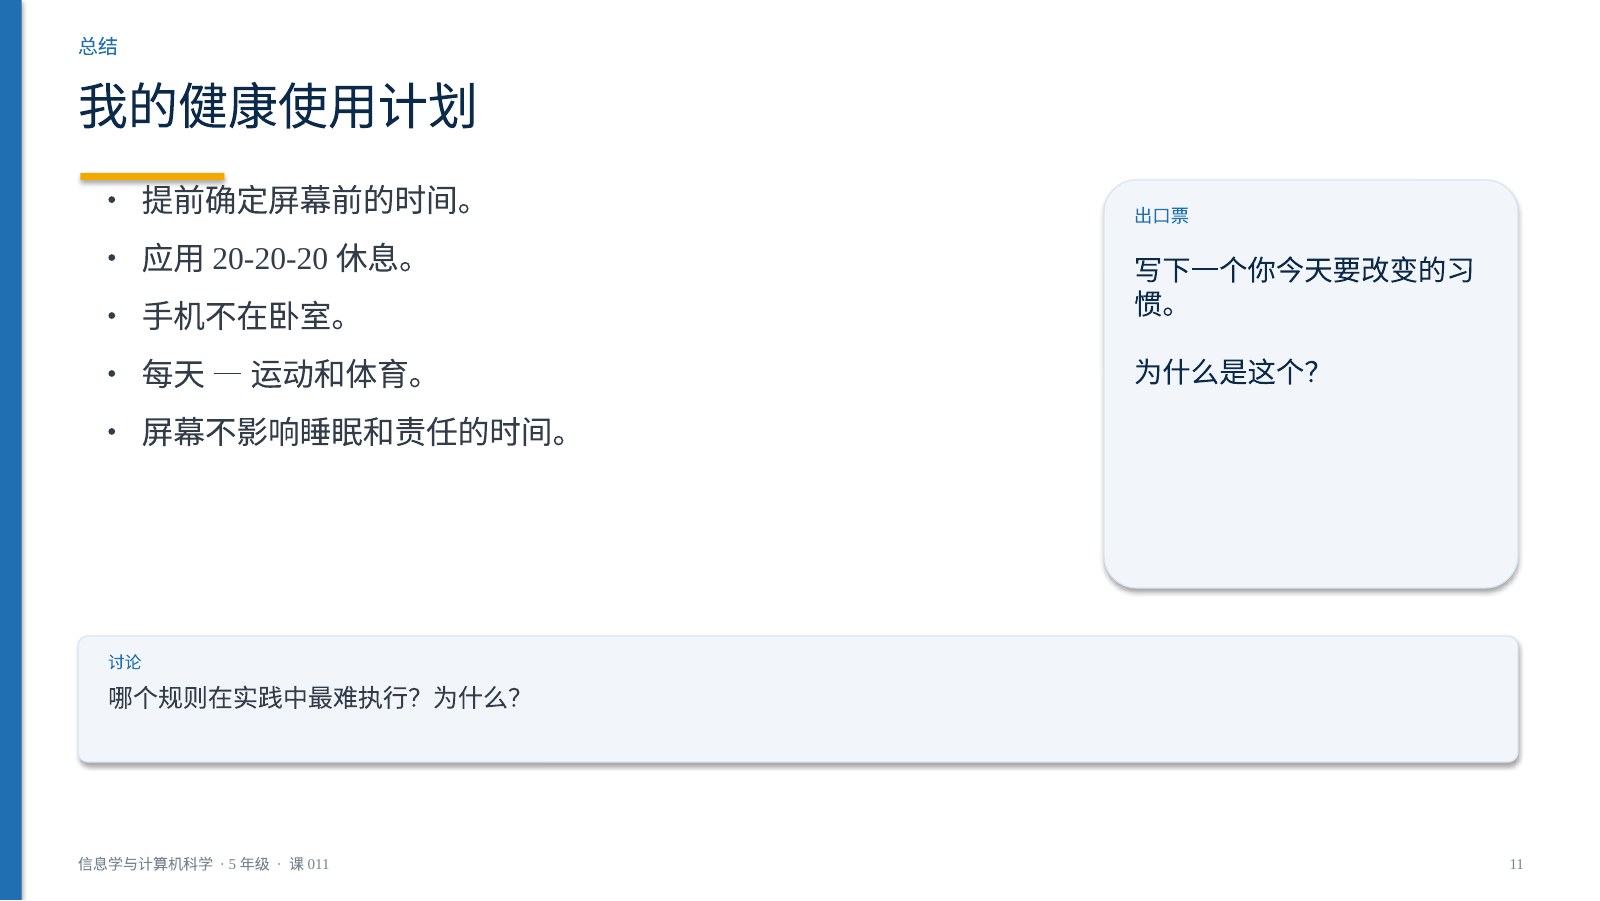 总结
我的健康使用计划
• 提前确定屏幕前的时间。
• 应用 20-20-20 休息。
• 手机不在卧室。
• 每天 — 运动和体育。
• 屏幕不影响睡眠和责任的时间。
出口票
写下一个你今天要改变的习
惯。
为什么是这个？
讨论
哪个规则在实践中最难执行？为什么？
信息学与计算机科学 · 5 年级 · 课 011
11